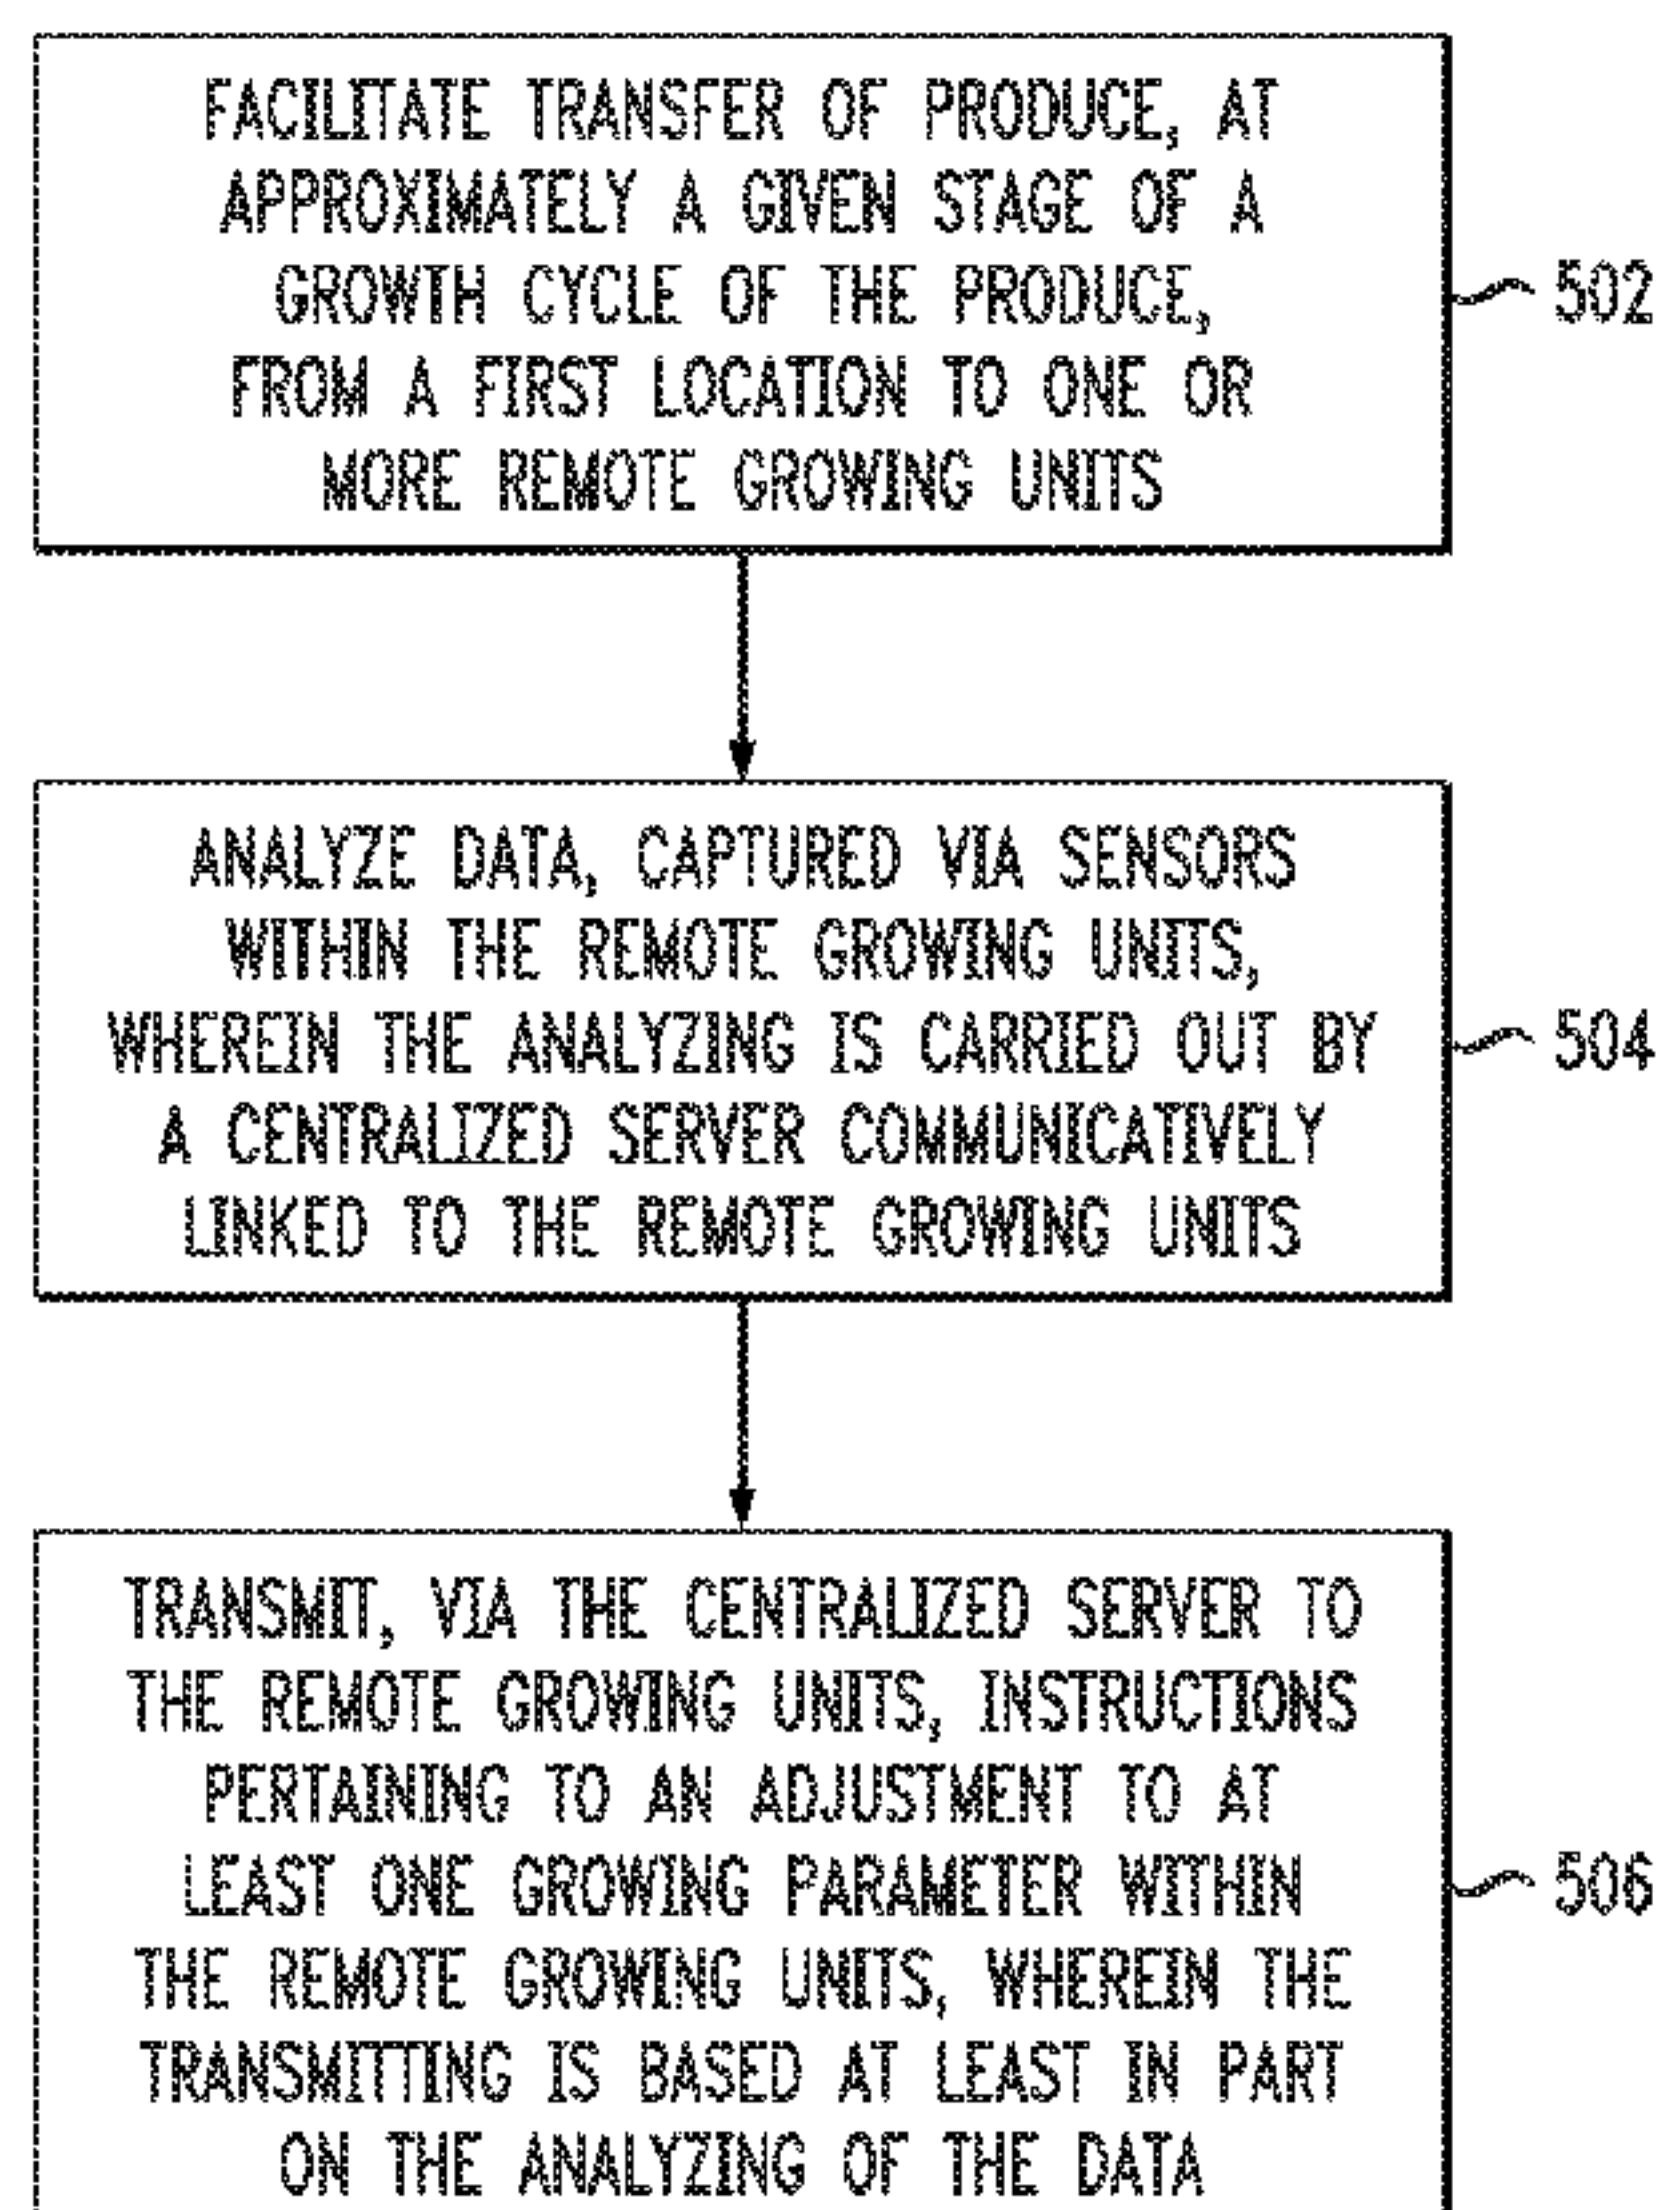 FACILITATE TRANSFER OF PRODUCE, AT
APPROXIMATELY A GIVEN STAGE OF A
GROWTH CYCLE OF THE PRODUCE,
FROM A FIRST LOCATION TO ONE OR
MORE REMOTE GROWING UNITS
502
ANALYZE DATA, CAPTURED VIA SENSORS
WITHIN THE REMOTE GROWING UNITS,
WHEREIN THE ANALYZING IS CARRIED OUT BY
A CENTRALIZED SERVER COMMUNICATIVELY
LINKED TO THE REMOTE GROWING UNITS
504
TRANSMIT, VIA THE CENTRALIZED SERVER TO
THE REMOTE GROWING UNITS, INSTRUCTIONS
PERTAINING TO AN ADJUSTMENT TO AT
LEAST ONE GROWING PARAMETER WITHIN
THE REMOTE GROWING UNITS, WHEREIN THE
TRANSMITTING IS BASED AT LEAST IN PART
ON THE ANALYZING OF THE DATA
506